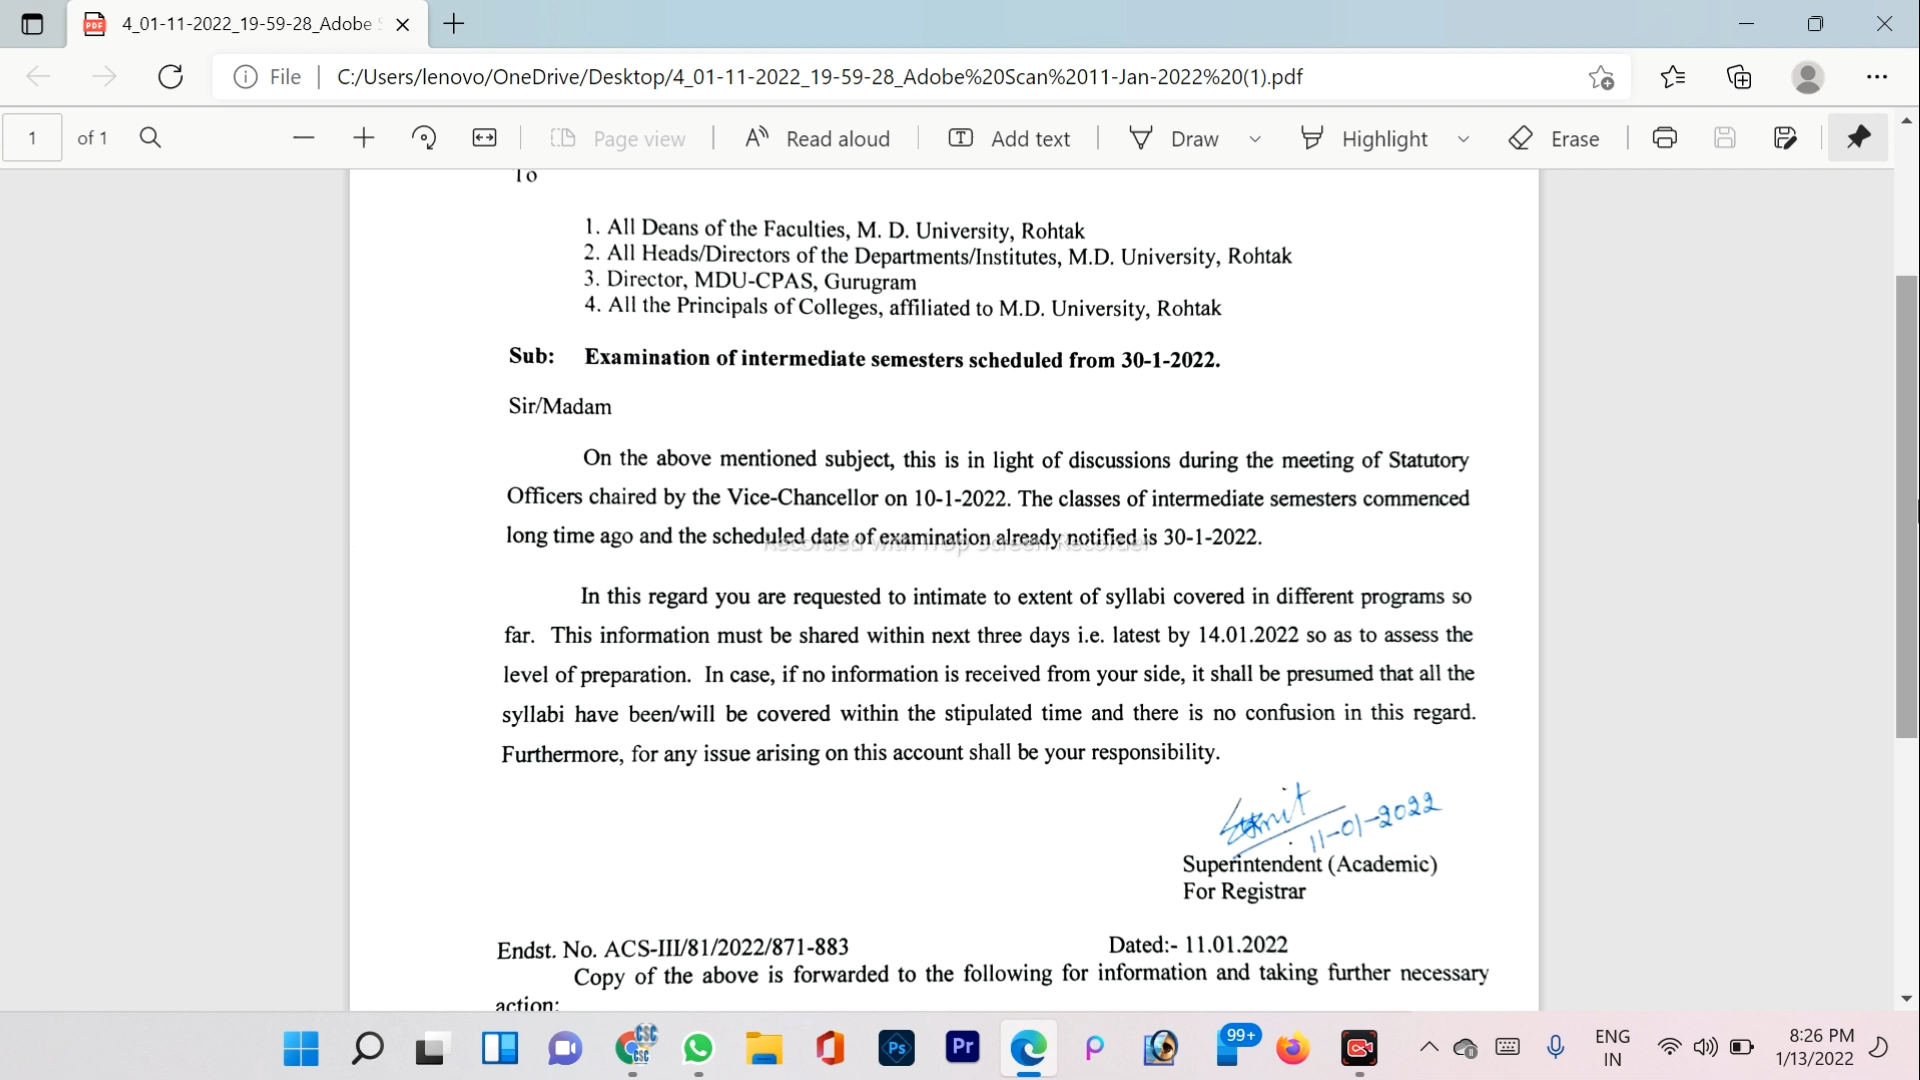 4_01-11-2022_19-59-28_Adobe S
File
C:/Users/lenovo/OneDrive/Desktop/4_01-11-2022_19-59-28_Adobe%20Scan%2011-Jan-2022%20(1).pdf
1 of 1 Page view Read aloud Add text Draw Highlight Erase
To
1. All Deans of the Faculties, M. D. University, Rohtak
2. All Heads/Directors of the Departments/Institutes, M.D. University, Rohtak
3. Director, MDU-CPAS, Gurugram
4. All the Principals of Colleges, affiliated to M.D. University, Rohtak
Sub: Examination of intermediate semesters scheduled from 30-1-2022.
Sir/Madam
On the above mentioned subject, this is in light of discussions during the meeting of Statutory
Officers chaired by the Vice-Chancellor on 10-1-2022. The classes of intermediate semesters commenced
long time ago and the scheduled date of examination already notified is 30-1-2022.
Recorded with iTop Screen Recorder
In this regard you are requested to intimate to extent of syllabi covered in different programs so
far. This information must be shared within next three days i.e. latest by 14.01.2022 so as to assess the
level of preparation. In case, if no information is received from your side, it shall be presumed that all the
syllabi have been/will be covered within the stipulated time and there is no confusion in this regard.
Furthermore, for any issue arising on this account shall be your responsibility.
11-01-2022
Superintendent (Academic)
For Registrar
Endst. No. ACS-III/81/2022/871-883 Dated:- 11.01.2022
Copy of the above is forwarded to the following for information and taking further necessary
action:
CSC
CSC
Ps
Pr
99+
ENG
IN
8:26 PM
1/13/2022